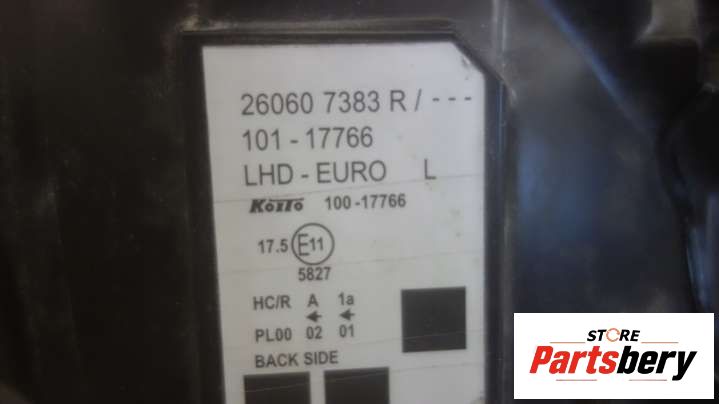 26060 7383 R / - - -
101 - 17766
LHD - EURO L
KOITO 100 -17766
17.5 E11
5827
HC/R A 1a
PL00 02 01
BACK SIDE
STORE
Partsbery